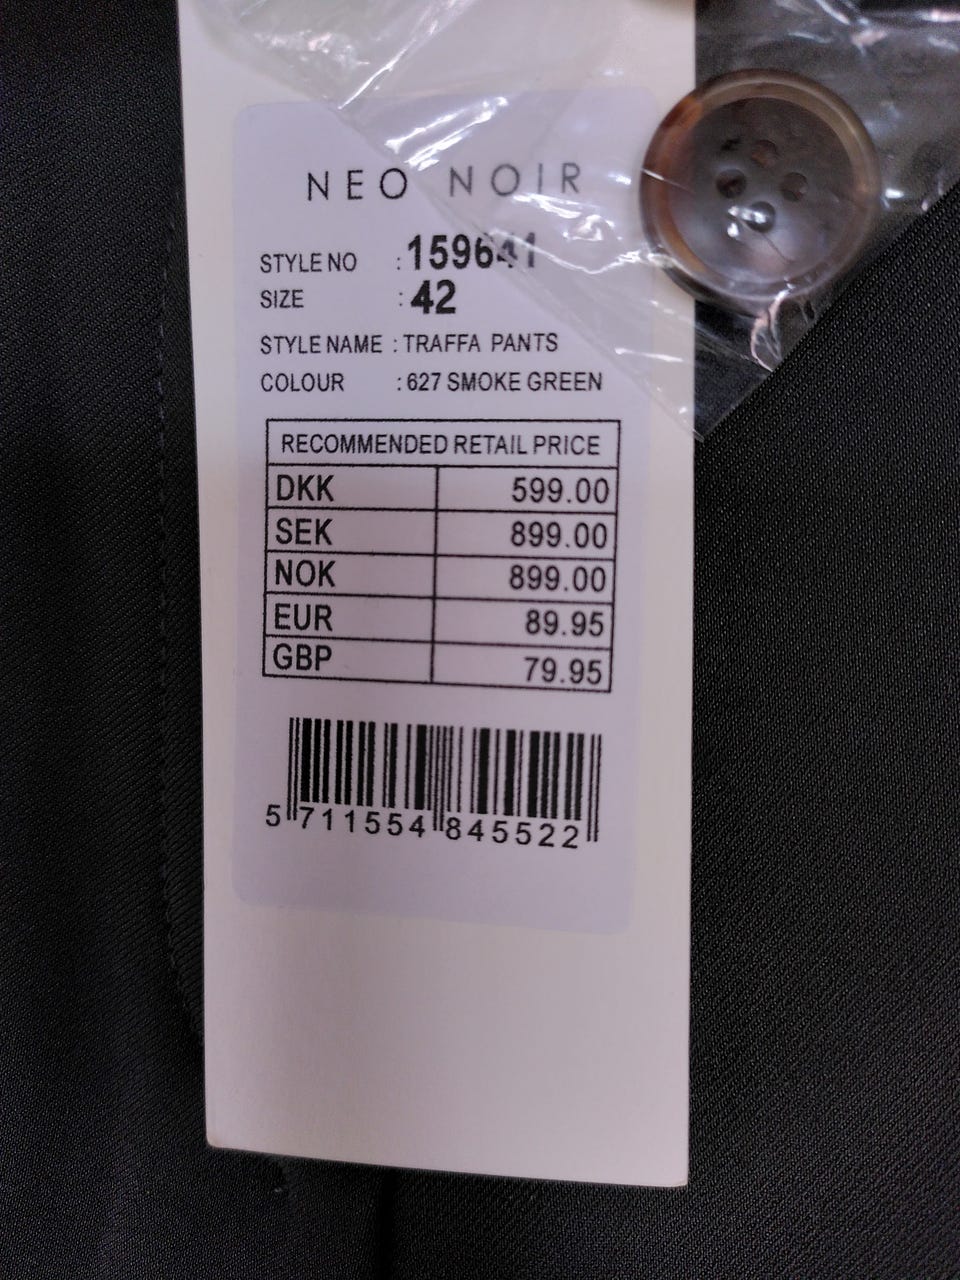 NEO NOIR
STYLE NO : 159641
SIZE : 42
STYLE NAME : TRAFFA PANTS
COLOUR : 627 SMOKE GREEN
RECOMMENDED RETAIL PRICE
DKK 599.00
SEK 899.00
NOK 899.00
EUR 89.95
GBP 79.95
5 711554 845522